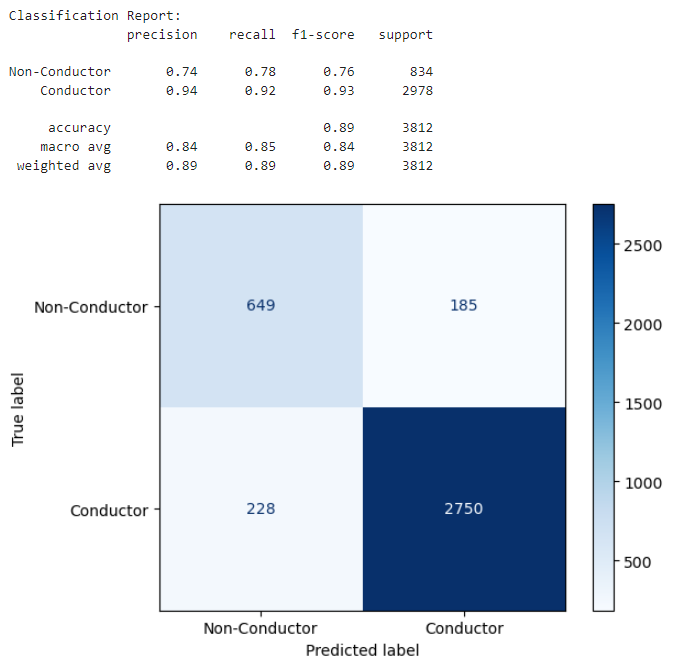 Classification Report:
precision recall f1-score support
Non-Conductor 0.74 0.78 0.76 834
Conductor 0.94 0.92 0.93 2978
accuracy 0.89 3812
macro avg 0.84 0.85 0.84 3812
weighted avg 0.89 0.89 0.89 3812
2500
2000
1500
1000
500
True label
Non-Conductor
649 185
Conductor
228 2750
Non-Conductor Conductor
Predicted label